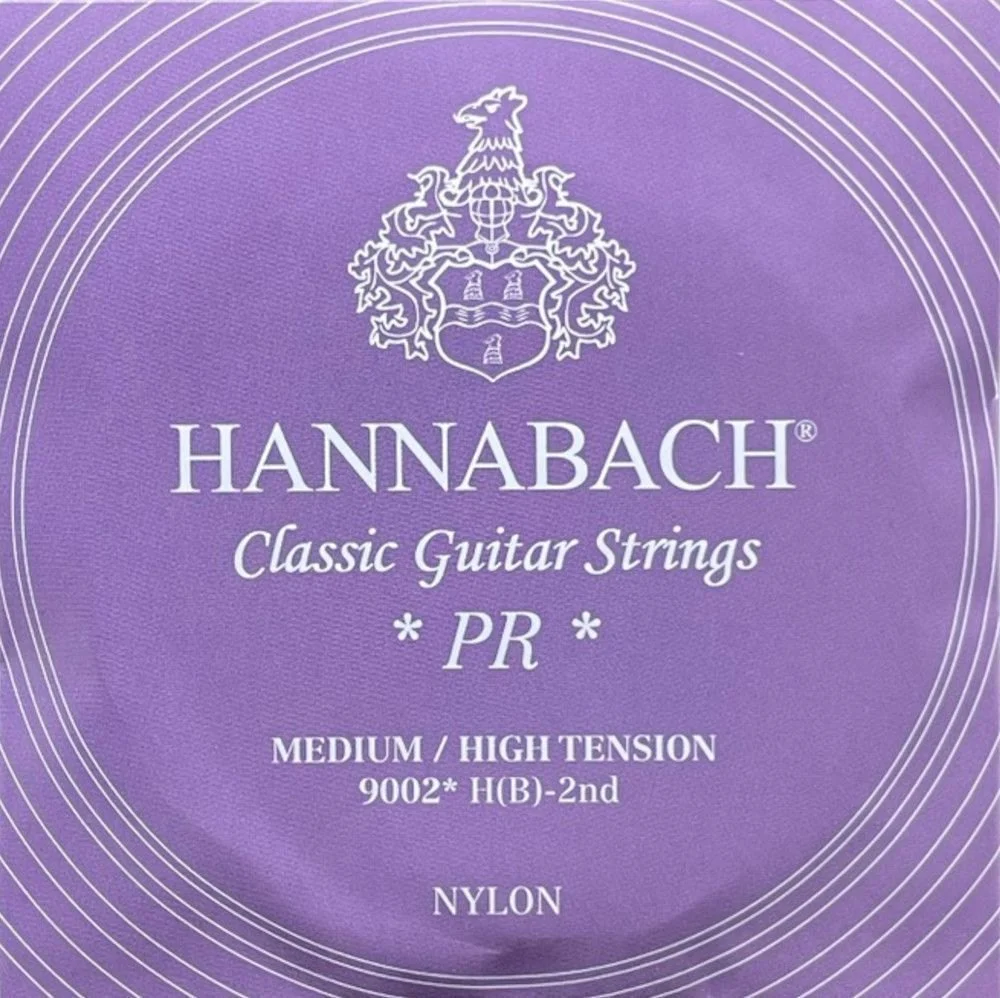 HANNABACH®
Classic Guitar Strings
* PR *
MEDIUM / HIGH TENSION
9002* H(B)-2nd
NYLON